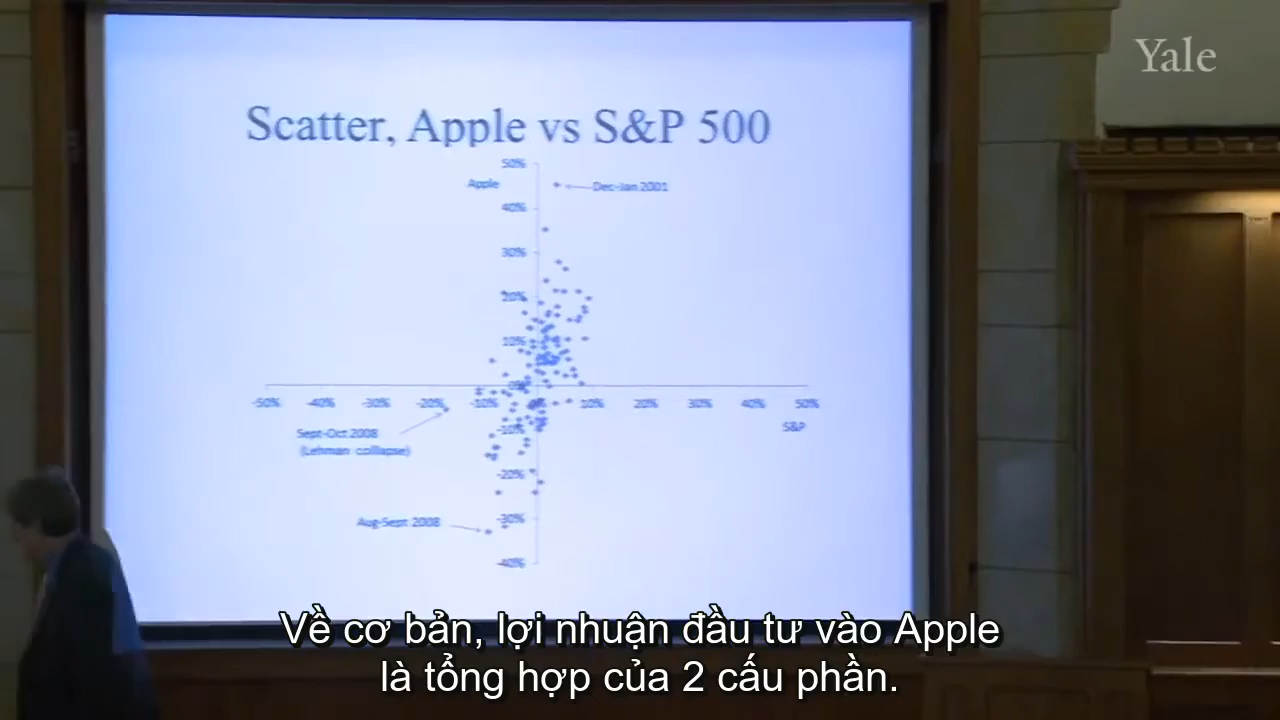 Yale
Scatter, Apple vs S&P 500
50%
Apple
Dec-Jan 2001
40%
30%
20%
10%
0%
-50% -40% -30% -20% -10% 10% 20% 30% 40% 50%
Sept-Oct 2008
S&P
(Lehman collapse)
-10%
-20%
Aug-Sept 2008
-30%
-40%
Về cơ bản, lợi nhuận đầu tư vào Apple
là tổng hợp của 2 cấu phần.